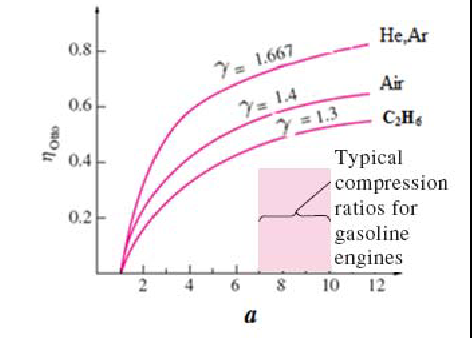 He,Ar
0.8
γ = 1.667
Air
0.6
γ = 1.4
C₂H₆
γ = 1.3
ηOtto
0.4
Typical
compression
ratios for
gasoline
engines
0.2
2 4 6 8 10 12
a